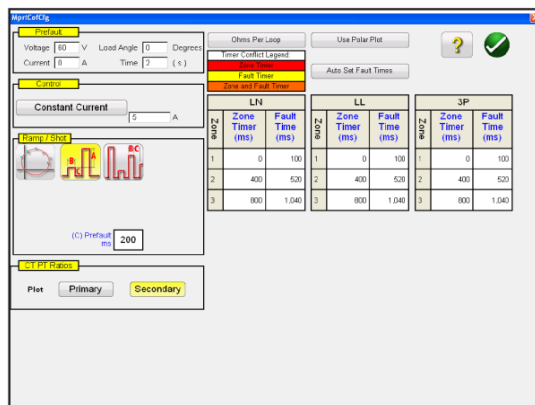 MprtCofCfg
Prefault
Voltage 60 V Load Angle 0 Degrees
Current 0 A Time 2 ( s )
Control
Constant Current
5 A
Ramp / Shot
A
B
C
B C
A
(C) Prefault
ms
200
CT PT Ratios
Plot Primary Secondary
Ohms Per Loop
Use Polar Plot
Timer Conflict Legend:
Zone Timer
Fault Timer
Zone and Fault Timer
Auto Set Fault Times
?
LN
Zone
Zone Timer (ms)
Fault Time (ms)
1 0 100
2 400 520
3 800 1,040
LL
Zone
Zone Timer (ms)
Fault Time (ms)
1 0 100
2 400 520
3 800 1,040
3P
Zone
Zone Timer (ms)
Fault Time (ms)
1 0 100
2 400 520
3 800 1,040